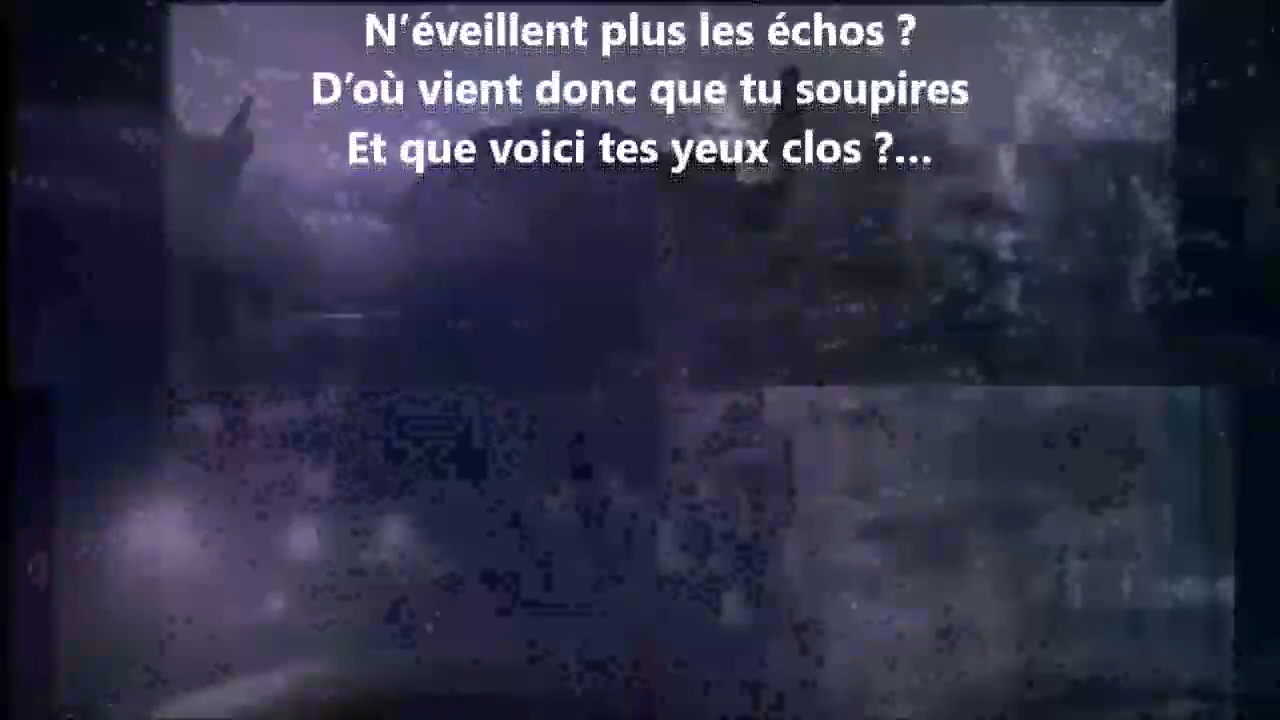 N’éveillent plus les échos ?
D’où vient donc que tu soupires
Et que voici tes yeux clos ?...